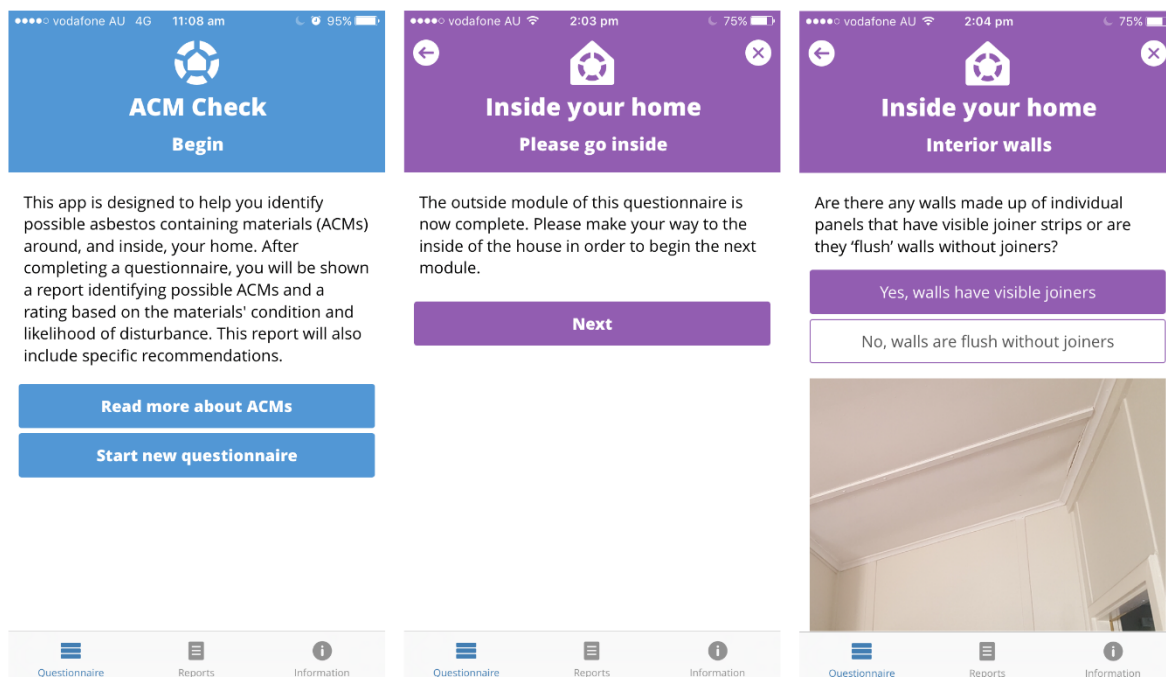 vodafone AU 4G 11:08 am 95%
ACM Check
Begin
This app is designed to help you identify
possible asbestos containing materials (ACMs)
around, and inside, your home. After
completing a questionnaire, you will be shown
a report identifying possible ACMs and a
rating based on the materials' condition and
likelihood of disturbance. This report will also
include specific recommendations.
Read more about ACMs
Start new questionnaire
Questionnaire Reports Information
vodafone AU 2:03 pm 75%
Inside your home
Please go inside
The outside module of this questionnaire is
now complete. Please make your way to the
inside of the house in order to begin the next
module.
Next
Questionnaire Reports Information
vodafone AU 2:04 pm 75%
Inside your home
Interior walls
Are there any walls made up of individual
panels that have visible joiner strips or are
they ‘flush’ walls without joiners?
Yes, walls have visible joiners
No, walls are flush without joiners
Questionnaire Reports Information